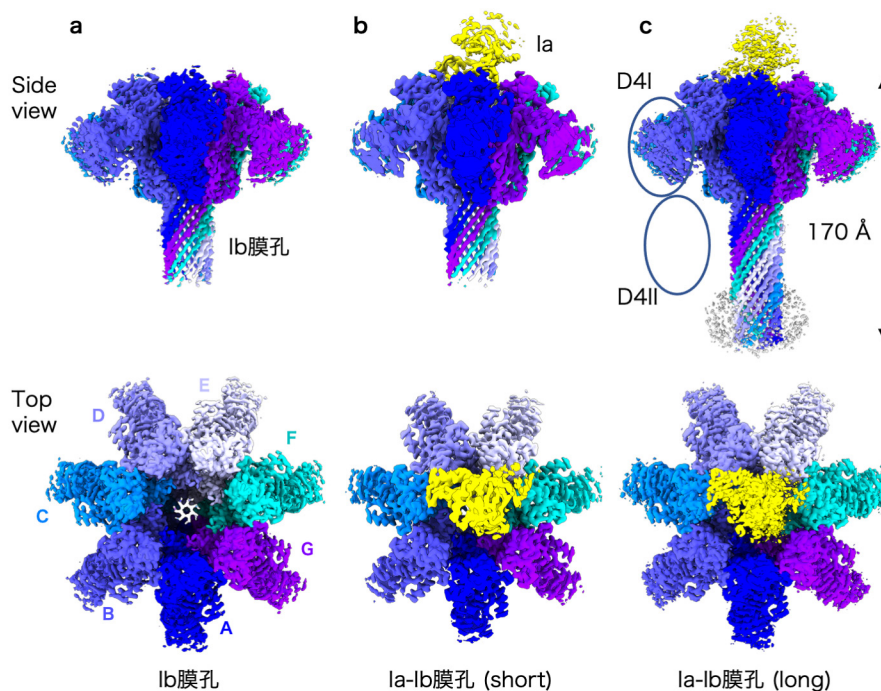 a
b
c
Side
view
Ia
D4I
Ib膜孔
170 Å
D4II
Top
view
E
D
F
C
G
B
A
Ib膜孔
Ia-Ib膜孔 (short)
Ia-Ib膜孔 (long)